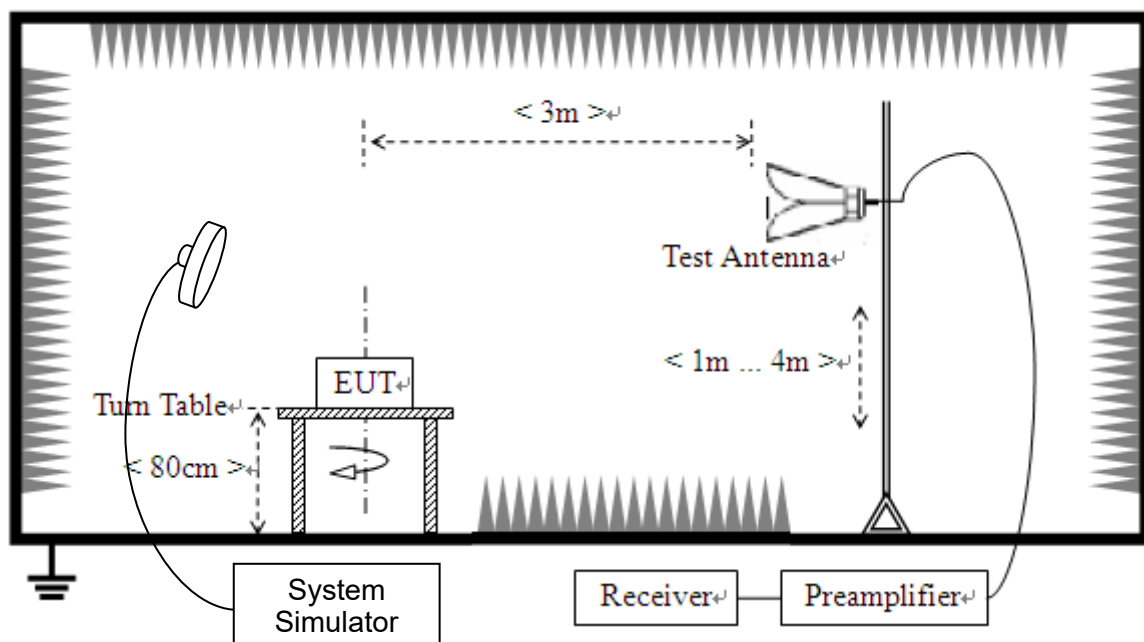 < 3m >↵
Test Antenna↵
< 1m ... 4m >↵
EUT↵
Turn Table↵
< 80cm >↵
System
Simulator
Receiver↵
Preamplifier↵